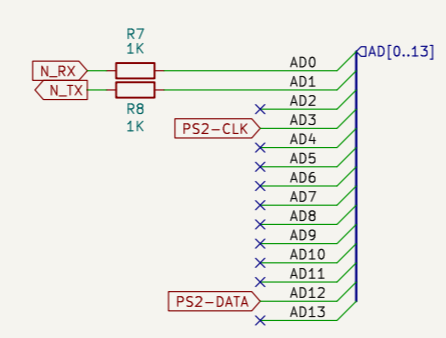 R7
1K
AD[0..13]
N_RX
AD0
N_TX
AD1
R8
1K
AD2
PS2-CLK
AD3
AD4
AD5
AD6
AD7
AD8
AD9
AD10
AD11
PS2-DATA
AD12
AD13